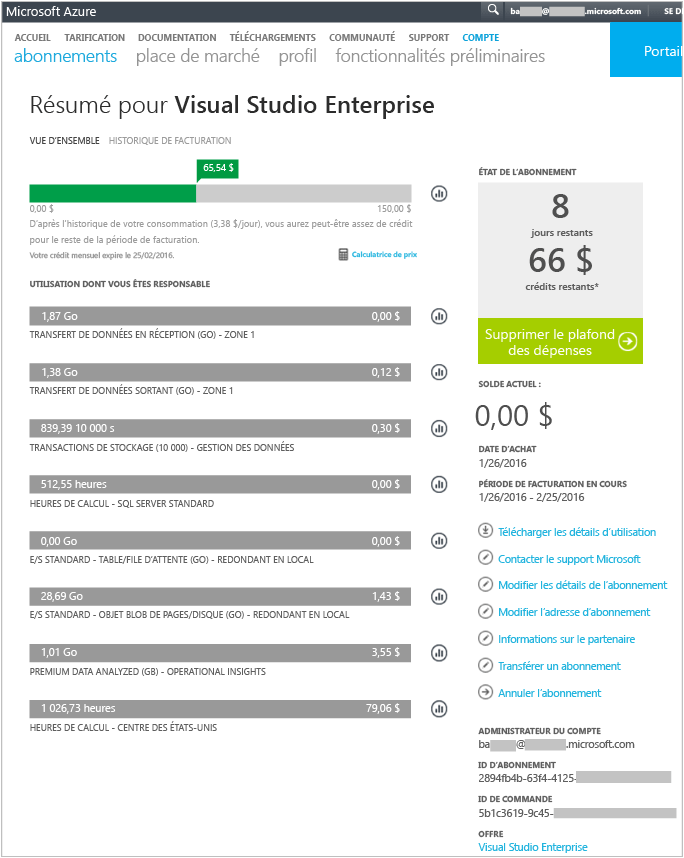 Microsoft Azure
ba @ .microsoft.com
SE D
ACCUEIL TARIFICATION DOCUMENTATION TÉLÉCHARGEMENTS COMMUNAUTÉ SUPPORT COMPTE
abonnements place de marché profil fonctionnalités préliminaires
Portail
Résumé pour Visual Studio Enterprise
VUE D'ENSEMBLE HISTORIQUE DE FACTURATION
65,54 $
0,00 $ 150,00 $
D'après l'historique de votre consommation (3,38 $/jour), vous aurez peut-être assez de crédit
pour le reste de la période de facturation.
Votre crédit mensuel expire le 25/02/2016.
Calculatrice de prix
UTILISATION DONT VOUS ÊTES RESPONSABLE
1,87 Go 0,00 $
TRANSFERT DE DONNÉES EN RÉCEPTION (GO) - ZONE 1
1,38 Go 0,12 $
TRANSFERT DE DONNÉES SORTANT (GO) - ZONE 1
839,39 10 000 s 0,30 $
TRANSACTIONS DE STOCKAGE (10 000) - GESTION DES DONNÉES
512,55 heures 0,00 $
HEURES DE CALCUL - SQL SERVER STANDARD
0,00 Go 0,00 $
E/S STANDARD - TABLE/FILE D'ATTENTE (GO) - REDONDANT EN LOCAL
28,69 Go 1,43 $
E/S STANDARD - OBJET BLOB DE PAGES/DISQUE (GO) - REDONDANT EN LOCAL
1,01 Go 3,55 $
PREMIUM DATA ANALYZED (GB) - OPERATIONAL INSIGHTS
1 026,73 heures 79,06 $
HEURES DE CALCUL - CENTRE DES ÉTATS-UNIS
ÉTAT DE L'ABONNEMENT
8
jours restants
66 $
crédits restants*
Supprimer le plafond
des dépenses
SOLDE ACTUEL :
0,00 $
DATE D'ACHAT
1/26/2016
PÉRIODE DE FACTURATION EN COURS
1/26/2016 - 2/25/2016
Télécharger les détails d'utilisation
Contacter le support Microsoft
Modifier les détails de l'abonnement
Modifier l'adresse d'abonnement
Informations sur le partenaire
Transférer un abonnement
Annuler l'abonnement
ADMINISTRATEUR DU COMPTE
ba @ .microsoft.com
ID D'ABONNEMENT
2894fb4b-63f4-4125-
ID DE COMMANDE
5b1c3619-9c45-
OFFRE
Visual Studio Enterprise